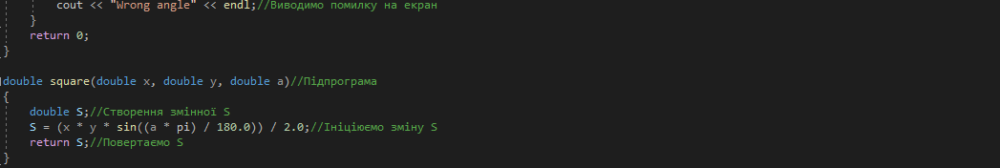 cout << "Wrong angle" << endl;//Виводимо помилку на екран
}
return 0;
}
double square(double x, double y, double a)//Підпрограма
{
double S;//Створення змінної S
S = (x * y * sin((a * pi) / 180.0)) / 2.0;//Ініціюємо зміну S
return S;//Повертаємо S
}